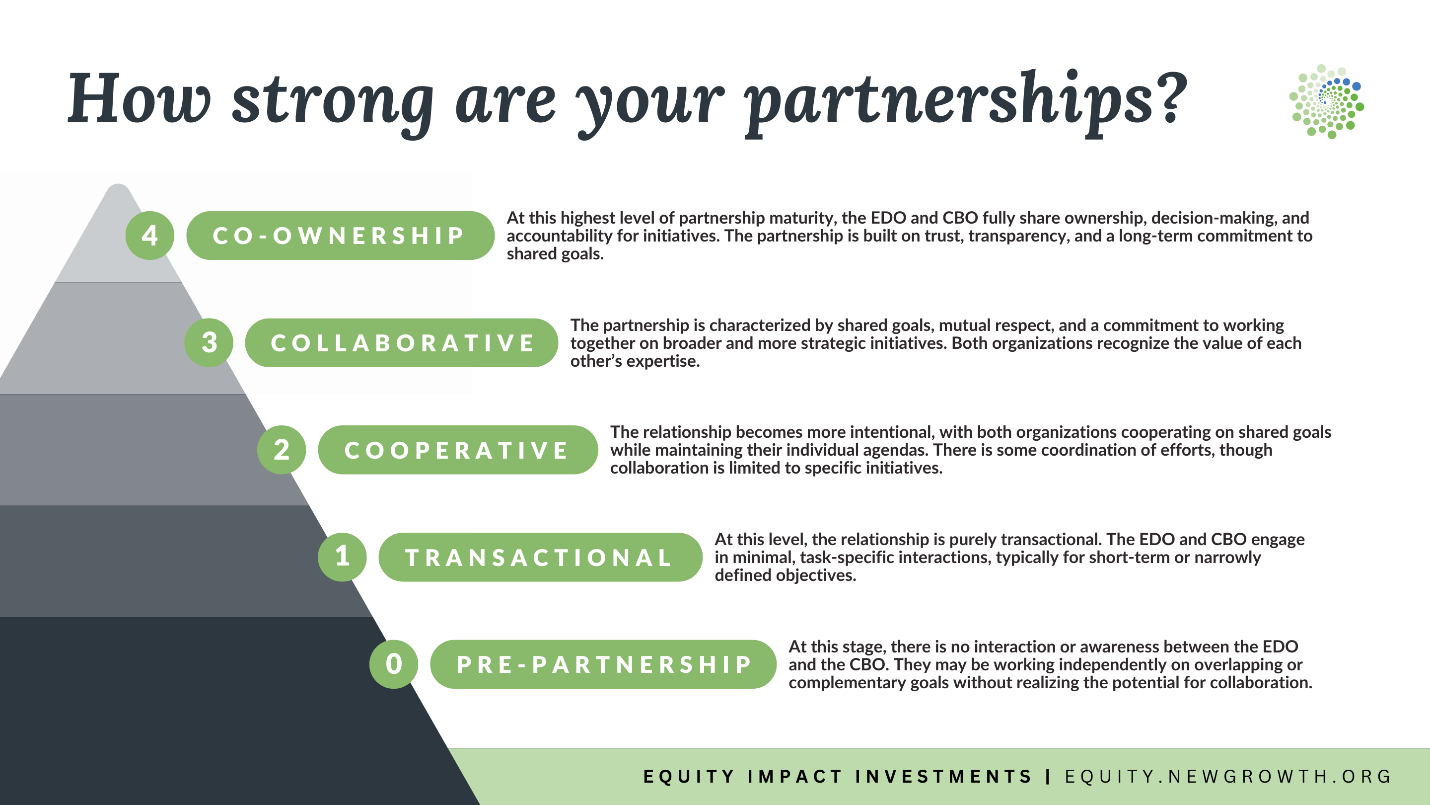 How strong are your partnerships?
4
CO-OWNERSHIP
At this highest level of partnership maturity, the EDO and CBO fully share ownership, decision-making, and
accountability for initiatives. The partnership is built on trust, transparency, and a long-term commitment to
shared goals.
3
COLLABORATIVE
The partnership is characterized by shared goals, mutual respect, and a commitment to working
together on broader and more strategic initiatives. Both organizations recognize the value of each
other’s expertise.
2
COOPERATIVE
The relationship becomes more intentional, with both organizations cooperating on shared goals
while maintaining their individual agendas. There is some coordination of efforts, though
collaboration is limited to specific initiatives.
1
TRANSACTIONAL
At this level, the relationship is purely transactional. The EDO and CBO engage
in minimal, task-specific interactions, typically for short-term or narrowly
defined objectives.
0
PRE-PARTNERSHIP
At this stage, there is no interaction or awareness between the EDO
and the CBO. They may be working independently on overlapping or
complementary goals without realizing the potential for collaboration.
EQUITY IMPACT INVESTMENTS | EQUITY.NEWGROWTH.ORG